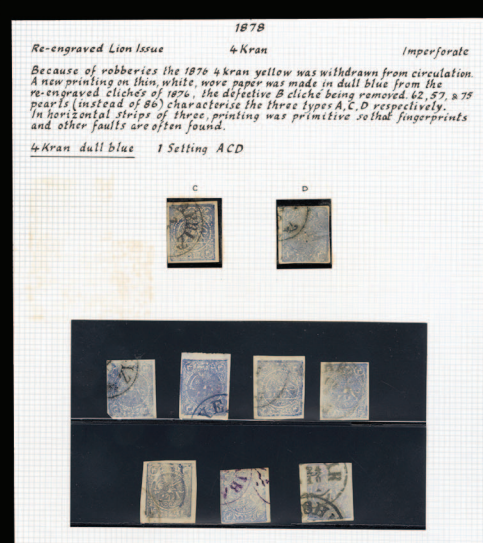 1878
Re-engraved Lion Issue 4 Kran Imperforate
Because of robberies the 1876 4 kran yellow was withdrawn from circulation.
A new printing on thin, white, wove paper was made in dull blue from the
re-engraved cliché's of 1876, the defective B cliché being removed. 62, 57, & 75
pearls (instead of 86) characterise the three types A, C, D respectively.
In horizontal strips of three, printing was primitive so that fingerprints
and other faults are often found.
4 Kran dull blue 1 Setting ACD
C D